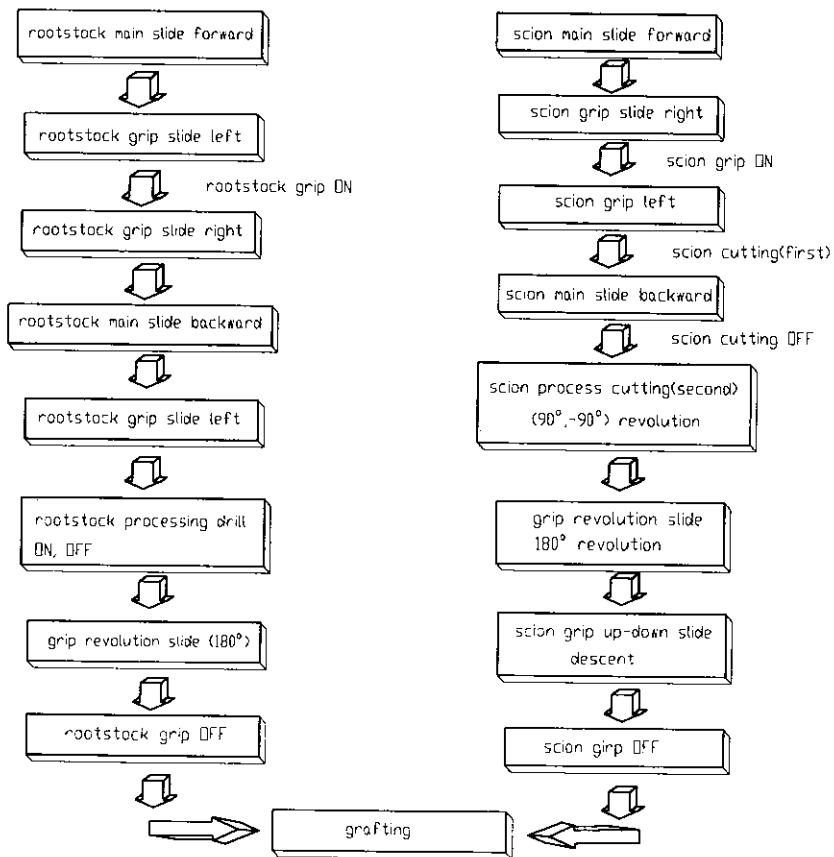 rootstock main slide forward
rootstock grip slide left
rootstock grip ON
rootstock grip slide right
rootstock main slide backward
rootstock grip slide left
rootstock processing drill
ON, OFF
grip revolution slide (180°)
rootstock grip OFF
scion main slide forward
scion grip slide right
scion grip ON
scion grip left
scion cutting(first)
scion main slide backward
scion cutting OFF
scion process cutting(second)
(90°,-90°) revolution
grip revolution slide
180° revolution
scion grip up-down slide
descent
scion girp OFF
grafting